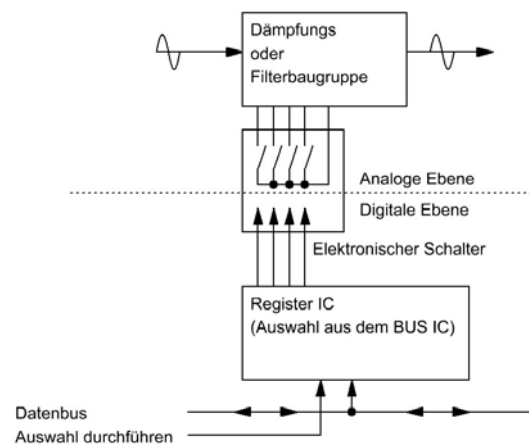 Dämpfungs
oder
Filterbaugruppe
Analoge Ebene
Digitale Ebene
Elektronischer Schalter
Register IC
(Auswahl aus dem BUS IC)
Datenbus
Auswahl durchführen